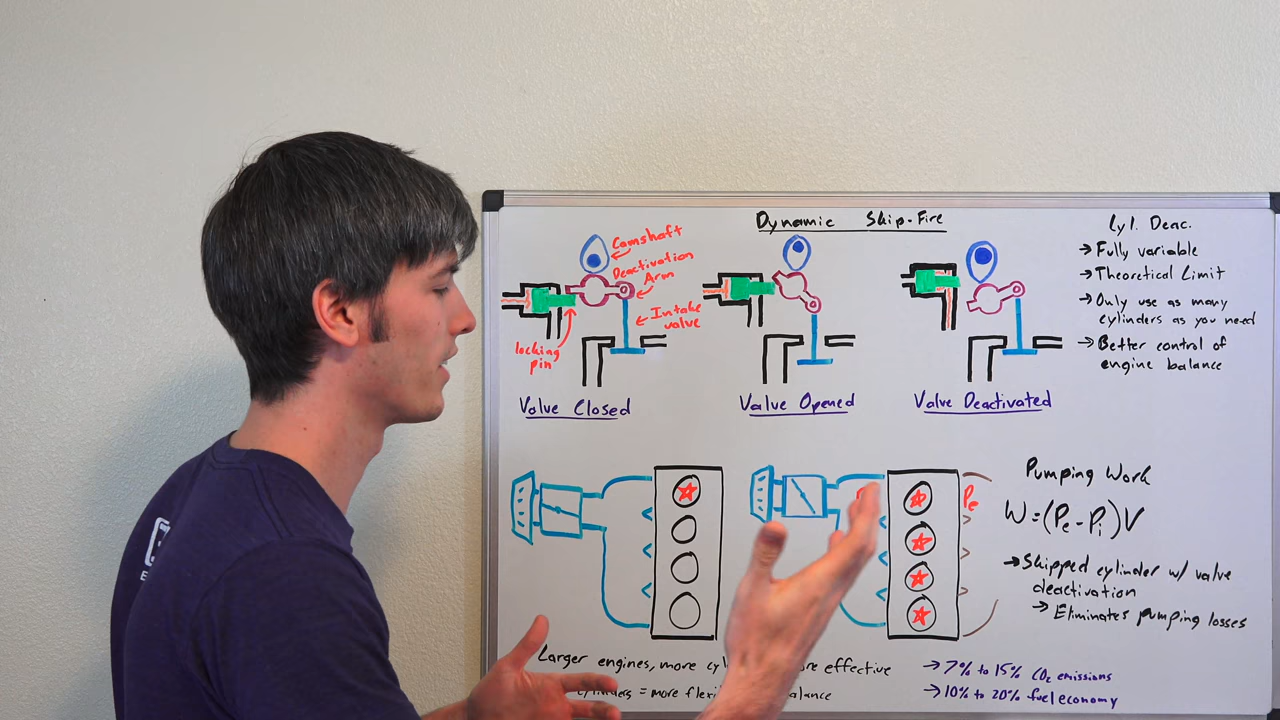 Dynamic Skip-Fire
Camshaft
Deactivation
Arm
Intake
valve
locking
pin
Valve Closed
Valve Opened
Valve Deactivated
Cyl. Deac.
→ Fully variable
→ Theoretical Limit
→ Only use as many
cylinders as you need
→ Better control of
engine balance
Pe
Pumping Work
W=(Pe-Pi)V
→ Skipped cylinder w/ valve
deactivation
→ Eliminates pumping losses
Larger engines, more effective
= more balance
→ 7% to 15% CO2 emissions
→ 10% to 20% fuel economy